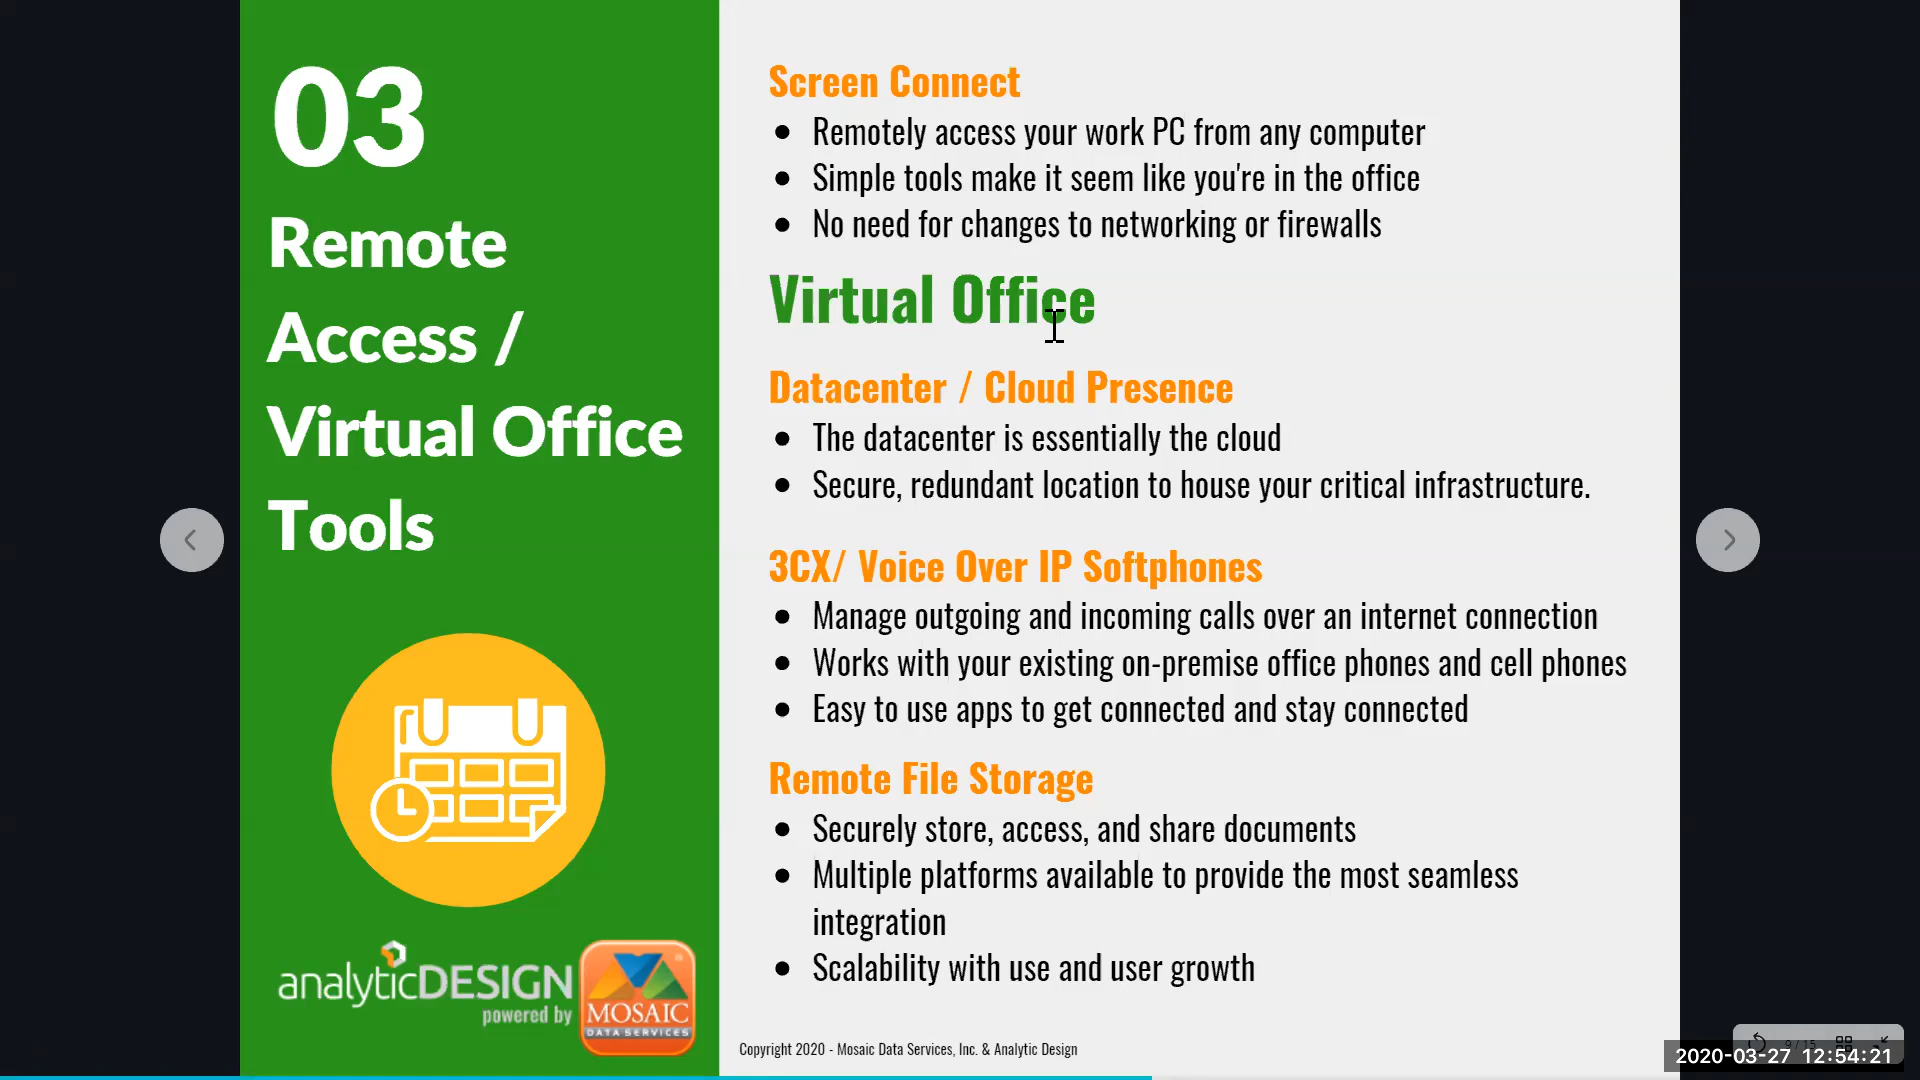 03
Remote
Access /
Virtual Office
Tools
analyticDESIGN
powered by
MOSAIC
DATA SERVICES
Screen Connect
Remotely access your work PC from any computer
Simple tools make it seem like you're in the office
No need for changes to networking or firewalls
Virtual Office
Datacenter / Cloud Presence
The datacenter is essentially the cloud
Secure, redundant location to house your critical infrastructure.
3CX/ Voice Over IP Softphones
Manage outgoing and incoming calls over an internet connection
Works with your existing on-premise office phones and cell phones
Easy to use apps to get connected and stay connected
Remote File Storage
Securely store, access, and share documents
Multiple platforms available to provide the most seamless
integration
Scalability with use and user growth
Copyright 2020 - Mosaic Data Services, Inc. & Analytic Design
9 / 15
2020-03-27 12:54:21